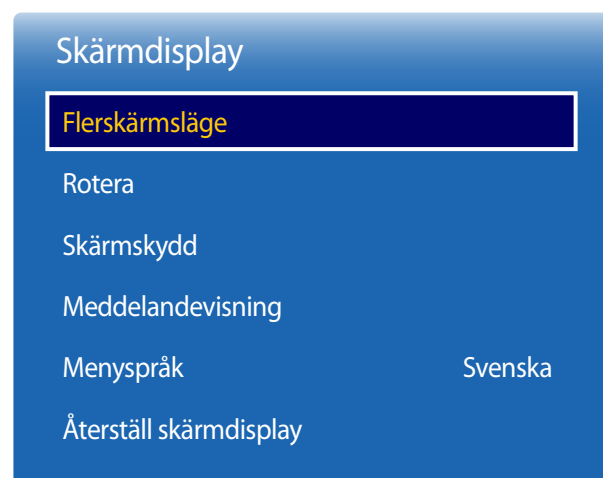 Skärmdisplay
Flerskärmsläge
Rotera
Skärmskydd
Meddelandevisning
Menyspråk Svenska
Återställ skärmdisplay